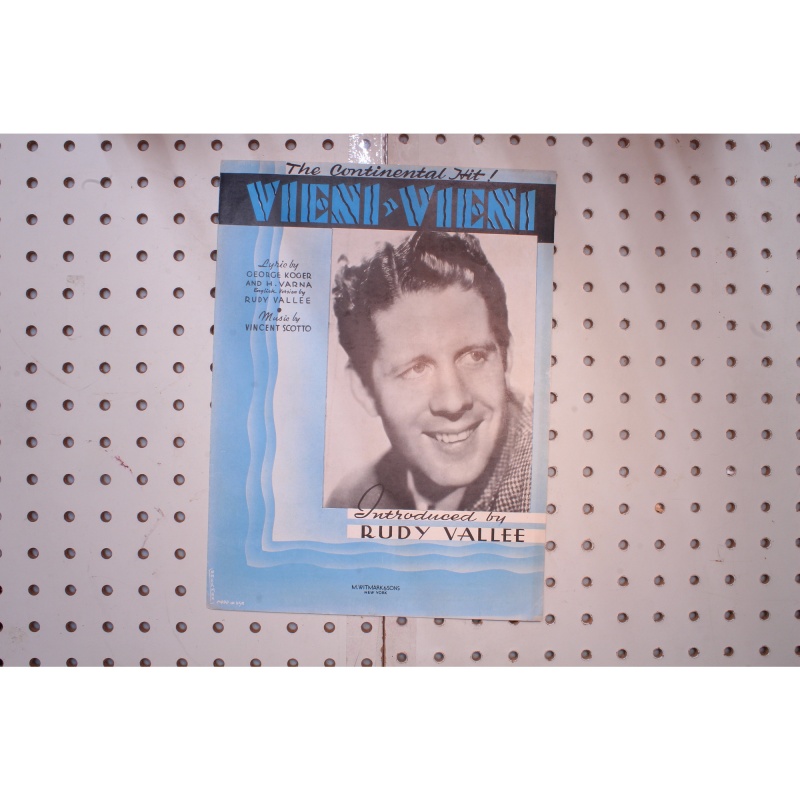 The Continental Hit!
VIENI, VIENI
Lyric by
GEORGE KOGER
AND H. VARNA
English Version by
RUDY VALLEE
Music by
VINCENT SCOTTO
Introduced by
RUDY VALLEE
M. WITMARK & SONS
NEW YORK